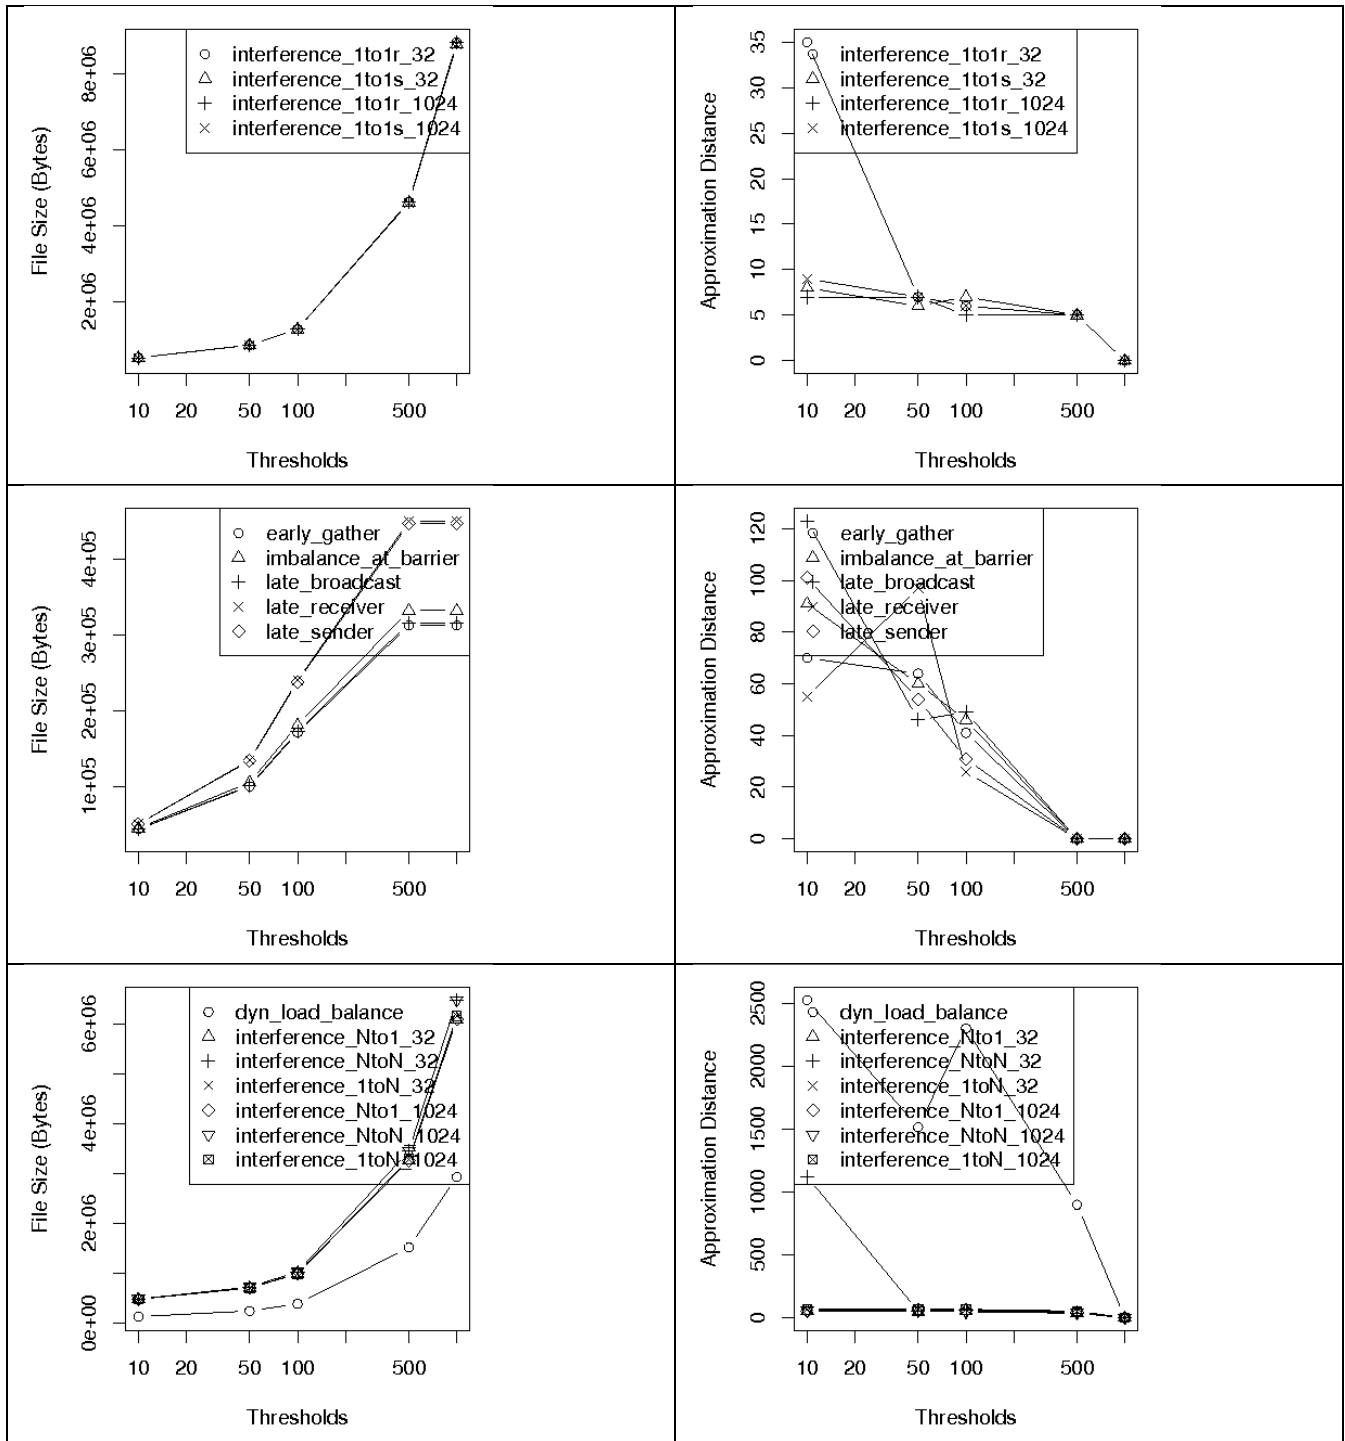 File Size (Bytes)
2e+06 4e+06 6e+06 8e+06
interference_1to1r_32
interference_1to1s_32
interference_1to1r_1024
interference_1to1s_1024
10 20 50 100 500
Thresholds
Approximation Distance
0 5 10 15 20 25 30 35
interference_1to1r_32
interference_1to1s_32
interference_1to1r_1024
interference_1to1s_1024
10 20 50 100 500
Thresholds
File Size (Bytes)
1e+05 2e+05 3e+05 4e+05
early_gather
imbalance_at_barrier
late_broadcast
late_receiver
late_sender
10 20 50 100 500
Thresholds
Approximation Distance
0 20 40 60 80 100 120
early_gather
imbalance_at_barrier
late_broadcast
late_receiver
late_sender
10 20 50 100 500
Thresholds
File Size (Bytes)
0e+00 2e+06 4e+06 6e+06
dyn_load_balance
interference_Nto1_32
interference_NtoN_32
interference_1toN_32
interference_Nto1_1024
interference_NtoN_1024
interference_1toN_1024
10 20 50 100 500
Thresholds
Approximation Distance
0 500 1000 1500 2000 2500
dyn_load_balance
interference_Nto1_32
interference_NtoN_32
interference_1toN_32
interference_Nto1_1024
interference_NtoN_1024
interference_1toN_1024
10 20 50 100 500
Thresholds